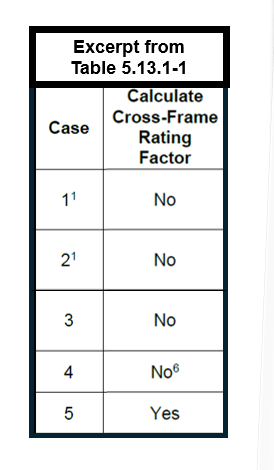 Excerpt from
Table 5.13.1-1
Case
Calculate
Cross-Frame
Rating
Factor
1¹ No
2¹ No
3 No
4 No⁶
5 Yes